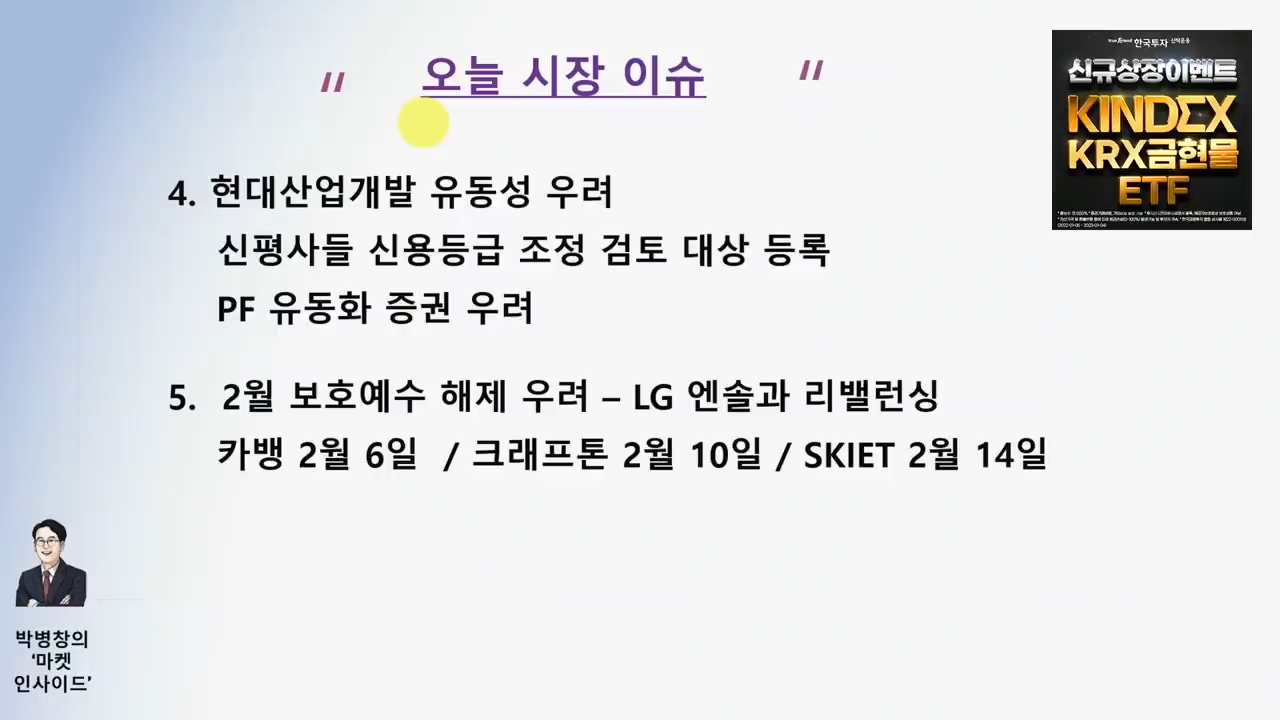 " 오늘 시장 이슈 "
4. 현대산업개발 유동성 우려
신평사들 신용등급 조정 검토 대상 등록
PF 유동화 증권 우려
5. 2월 보호예수 해제 우려 – LG 엔솔과 리밸런싱
카뱅 2월 6일 / 크래프톤 2월 10일 / SKIET 2월 14일
한국투자 신탁운용
신규상장이벤트
KINDEX
KRX금현물
ETF
박병창의
‘마켓
인사이드’